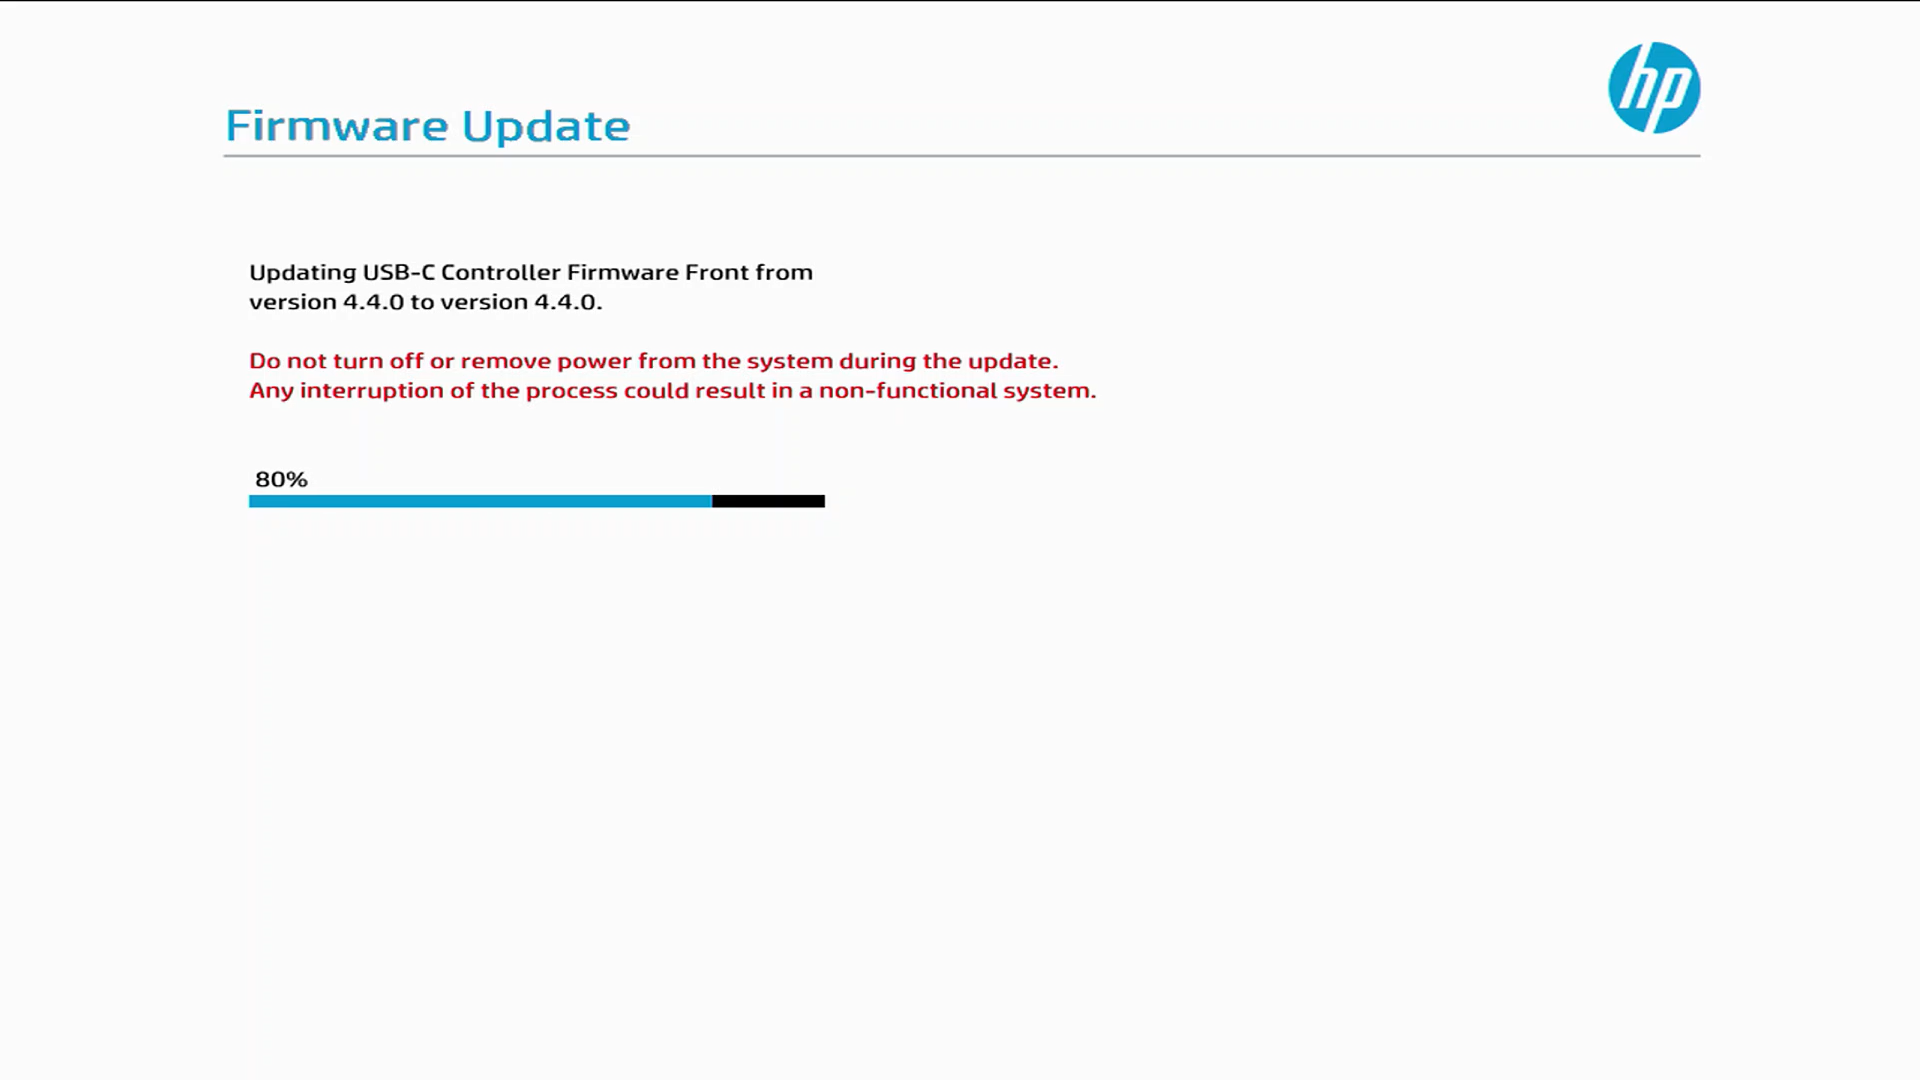 hp
Firmware Update
Updating USB-C Controller Firmware Front from
version 4.4.0 to version 4.4.0.
Do not turn off or remove power from the system during the update.
Any interruption of the process could result in a non-functional system.
80%